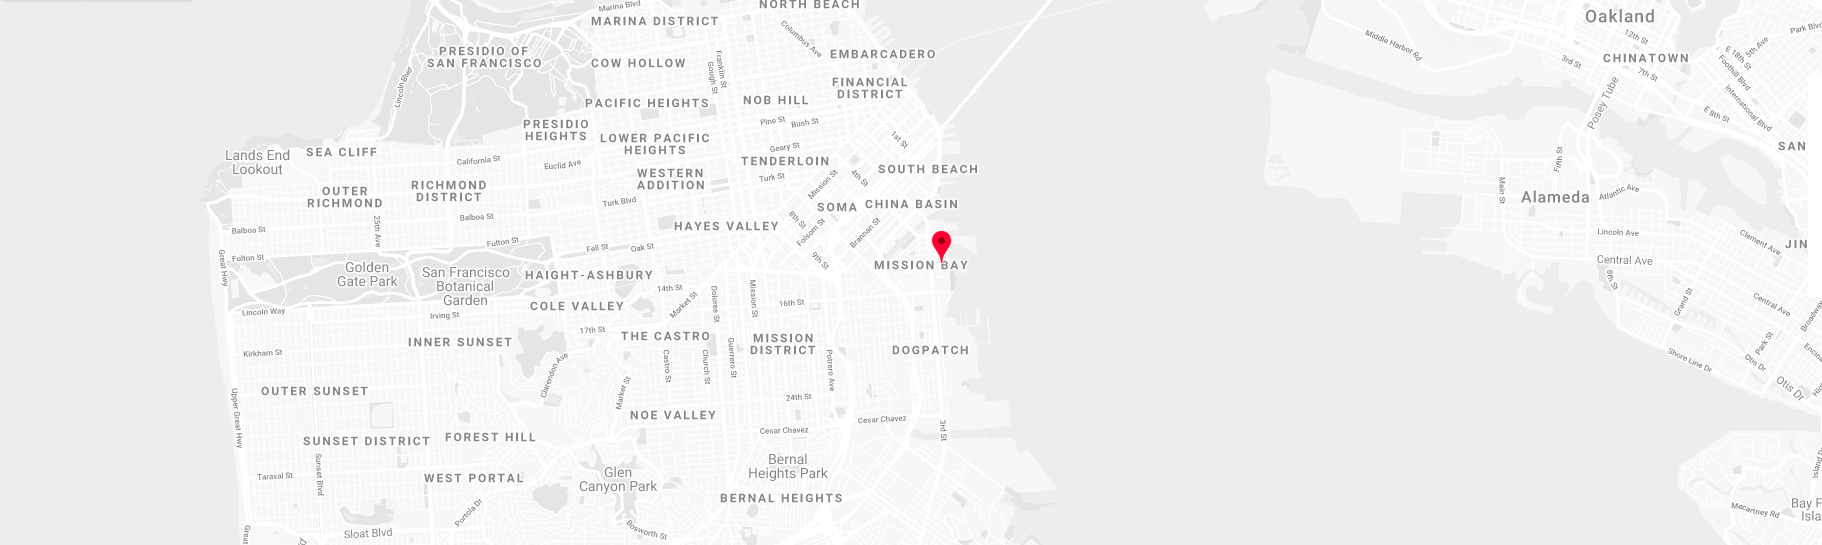 Marina Blvd
NORTH BEACH
MARINA DISTRICT
Columbus Ave
Oakland
12th St
Park Blv
5th Ave
E 18th St
Middle Harbor Rd
PRESIDIO OF
SAN FRANCISCO
COW HOLLOW
Franklin St
Gough St
EMBARCADERO
3rd St
CHINATOWN
7th St
Foothill Blvd
Lincoln Blvd
FINANCIAL
DISTRICT
PACIFIC HEIGHTS
NOB HILL
Posey Tube
International Blvd
E 8th St
PRESIDIO
HEIGHTS
Pine St
Bush St
LOWER PACIFIC
HEIGHTS
1st St
Geary St
SAN
Lands End
Lookout
SEA CLIFF
California St
Euclid Ave
TENDERLOIN
Fifth St
WESTERN
ADDITION
Turk St
Mission St
4th St
SOUTH BEACH
OUTER
RICHMOND
RICHMOND
DISTRICT
Turk Blvd
Main St
Alameda
Atlantic Ave
SOMA
CHINA BASIN
Balboa St
25th Ave
Balboa St
HAYES VALLEY
8th St
Folsom St
Brannan St
Lincoln Ave
Clement Ave
JIN
Fulton St
Fulton St
Fell St
Oak St
9th St
Great Hwy
Golden
Gate Park
San Francisco
Botanical
Garden
HAIGHT-ASHBURY
MISSION BAY
Central Ave
8th St
14th St
Market St
Dolores St
Mission St
16th St
Grand St
Central Ave
COLE VALLEY
Lincoln Way
Irving St
17th St
THE CASTRO
MISSION
DISTRICT
Broadway
Park St
INNER SUNSET
Kirkham St
Clarendon Ave
Castro St
Church St
Guerrero St
Potrero Ave
DOGPATCH
Shore Line Dr
Otis Dr
Encina
Otis Dr
OUTER SUNSET
Market St
24th St
Upper Great Hwy
NOE VALLEY
Cesar Chavez
Cesar Chavez
3rd St
SUNSET DISTRICT
FOREST HILL
Sunset Blvd
Bernal
Heights Park
Island D
Taraval St
WEST PORTAL
Glen
Canyon Park
BERNAL HEIGHTS
Bay F
Isla
Mecartney Rd
Portola Dr
Sloat Blvd
Bosworth St
Great